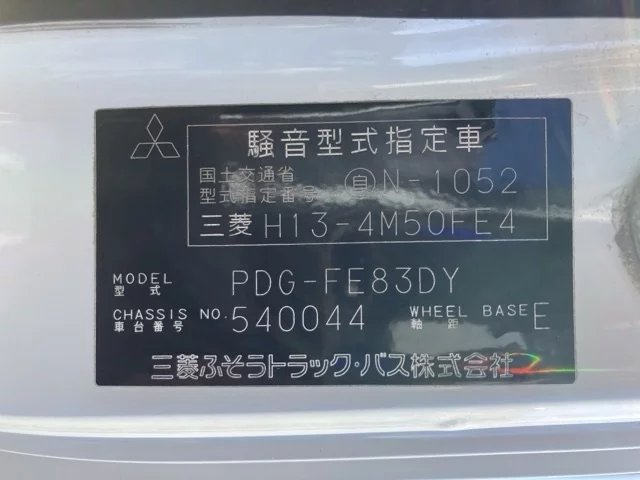 騒音型式指定車
国土交通省
型式指定番号 自N-1052
三菱 H13-4M50FE4
MODEL PDG-FE83DY
型式
CHASSIS NO. 540044 WHEEL BASE E
車台番号 軸距
三菱ふそうトラック・バス株式会社